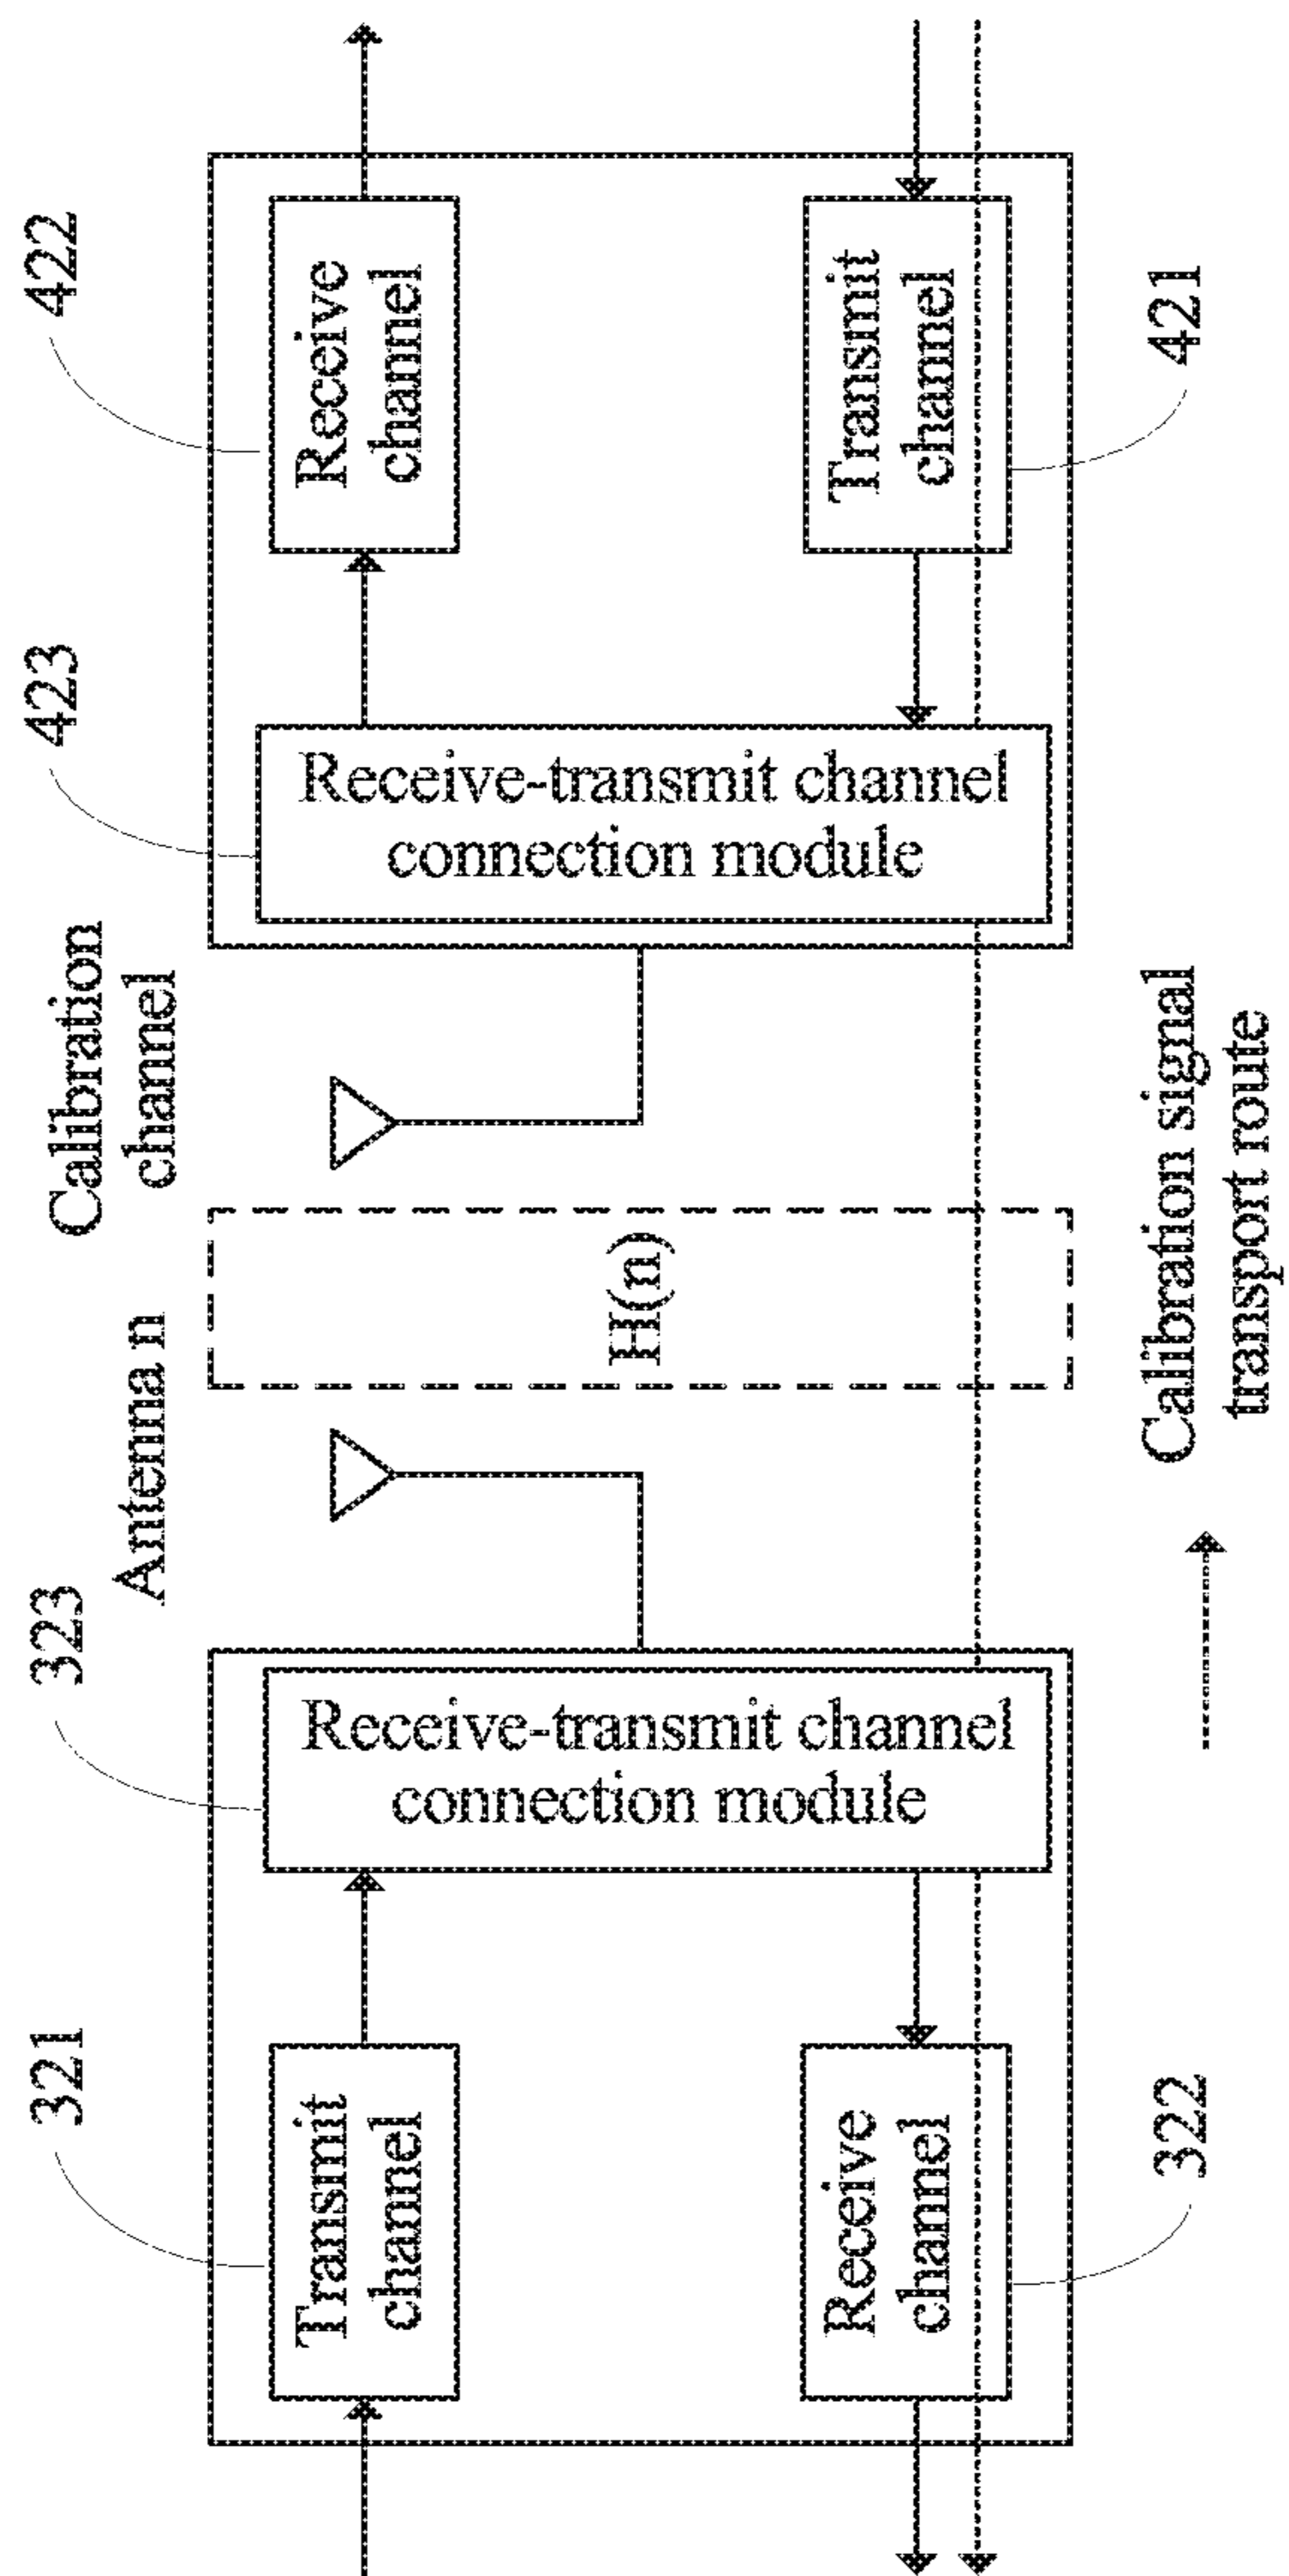 321
Transmit
channel
323
Receive-transmit channel
connection module
Receive
channel
322
Antenna n
H(n)
Calibration
channel
423
Receive-transmit channel
connection module
422
Receive
channel
Transmit
channel
421
Calibration signal
transport route